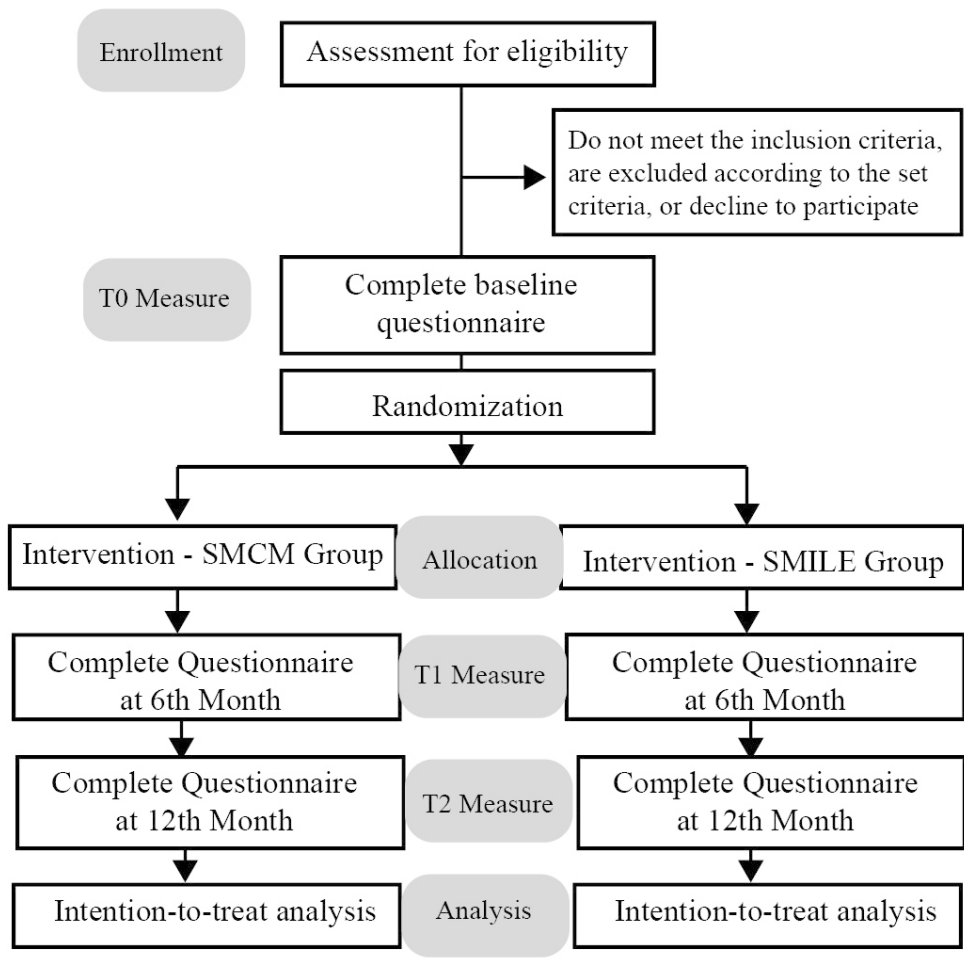 Enrollment
Assessment for eligibility
Do not meet the inclusion criteria,
are excluded according to the set
criteria, or decline to participate
T0 Measure
Complete baseline
questionnaire
Randomization
Intervention - SMCM Group
Allocation
Intervention - SMILE Group
Complete Questionnaire
at 6th Month
T1 Measure
Complete Questionnaire
at 6th Month
Complete Questionnaire
at 12th Month
T2 Measure
Complete Questionnaire
at 12th Month
Intention-to-treat analysis
Analysis
Intention-to-treat analysis